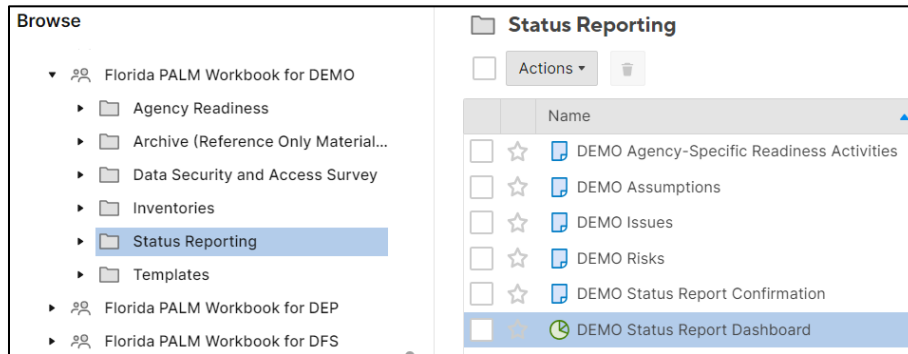 Browse
Florida PALM Workbook for DEMO
Agency Readiness
Archive (Reference Only Material...
Data Security and Access Survey
Inventories
Status Reporting
Templates
Florida PALM Workbook for DEP
Florida PALM Workbook for DFS
Status Reporting
Actions
Name
DEMO Agency-Specific Readiness Activities
DEMO Assumptions
DEMO Issues
DEMO Risks
DEMO Status Report Confirmation
DEMO Status Report Dashboard